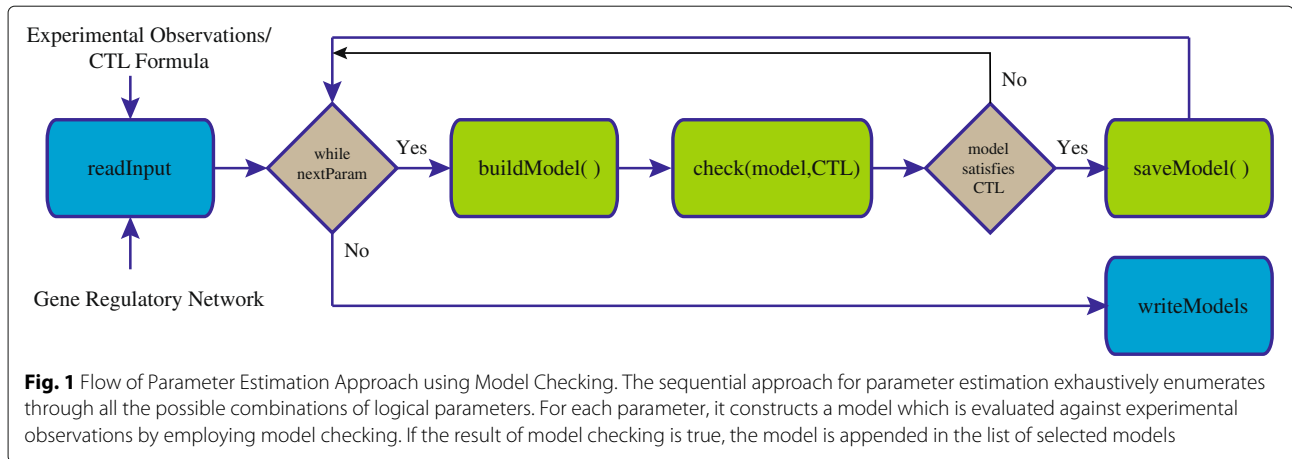 Experimental Observations/
CTL Formula
readInput
Gene Regulatory Network
while
nextParam
Yes
No
buildModel( )
check(model,CTL)
model
satisfies
CTL
No
Yes
saveModel( )
writeModels
Fig. 1 Flow of Parameter Estimation Approach using Model Checking. The sequential approach for parameter estimation exhaustively enumerates
through all the possible combinations of logical parameters. For each parameter, it constructs a model which is evaluated against experimental
observations by employing model checking. If the result of model checking is true, the model is appended in the list of selected models